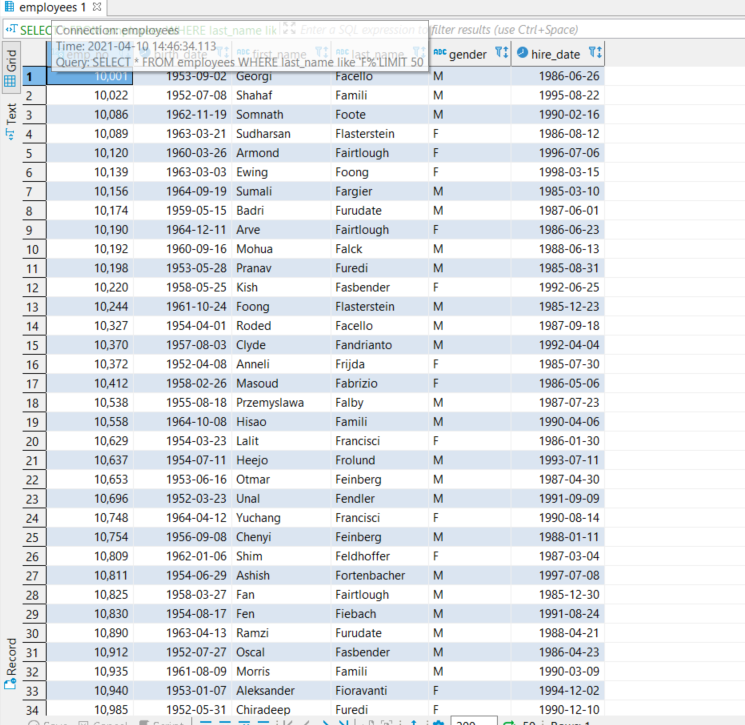 employees 1
SELECT * FROM employees WHERE last_name lik Enter a SQL expression to filter results (use Ctrl+Space)
Connection: employees
Time: 2021-04-10 14:46:34.113
Query: SELECT * FROM employees WHERE last_name like 'F%' LIMIT 50
birth_date first_name last_name ABC gender hire_date
Grid
Text
Record
1 10,001 1953-09-02 Georgi Facello M 1986-06-26
2 10,022 1952-07-08 Shahaf Famili M 1995-08-22
3 10,086 1962-11-19 Somnath Foote M 1990-02-16
4 10,089 1963-03-21 Sudharsan Flasterstein F 1986-08-12
5 10,120 1960-03-26 Armond Fairtlough F 1996-07-06
6 10,139 1963-03-03 Ewing Foong F 1998-03-15
7 10,156 1964-09-19 Sumali Fargier M 1985-03-10
8 10,174 1959-05-15 Badri Furudate M 1987-06-01
9 10,190 1964-12-11 Arve Fairtlough F 1986-06-23
10 10,192 1960-09-16 Mohua Falck M 1988-06-13
11 10,198 1953-05-28 Pranav Furedi M 1985-08-31
12 10,220 1958-05-25 Kish Fasbender F 1992-06-25
13 10,244 1961-10-24 Foong Flasterstein M 1985-12-23
14 10,327 1954-04-01 Roded Facello M 1987-09-18
15 10,370 1957-08-03 Clyde Fandrianto M 1992-04-04
16 10,372 1952-04-08 Anneli Frijda F 1985-07-30
17 10,412 1958-02-26 Masoud Fabrizio F 1986-05-06
18 10,538 1955-08-18 Przemyslawa Falby M 1987-07-23
19 10,558 1964-10-08 Hisao Famili M 1990-04-06
20 10,629 1954-03-23 Lalit Francisci F 1986-01-30
21 10,637 1954-07-11 Heejo Frolund M 1993-07-11
22 10,653 1953-06-16 Otmar Feinberg M 1987-04-30
23 10,696 1952-03-23 Unal Fendler M 1991-09-09
24 10,748 1964-04-12 Yuchang Francisci F 1990-08-14
25 10,754 1956-09-08 Chenyi Feinberg M 1988-01-11
26 10,809 1962-01-06 Shim Feldhoffer F 1987-03-04
27 10,811 1954-06-29 Ashish Fortenbacher M 1997-07-08
28 10,825 1958-03-27 Fan Fairtlough M 1985-12-30
29 10,830 1954-08-17 Fen Fiebach M 1991-08-24
30 10,890 1963-04-13 Ramzi Furudate M 1988-04-21
31 10,912 1952-07-27 Oscal Fasbender M 1986-04-23
32 10,935 1961-08-09 Morris Famili M 1990-03-09
33 10,940 1953-01-07 Aleksander Fioravanti F 1994-12-02
34 10,985 1952-05-31 Chiradeep Furedi F 1990-12-10